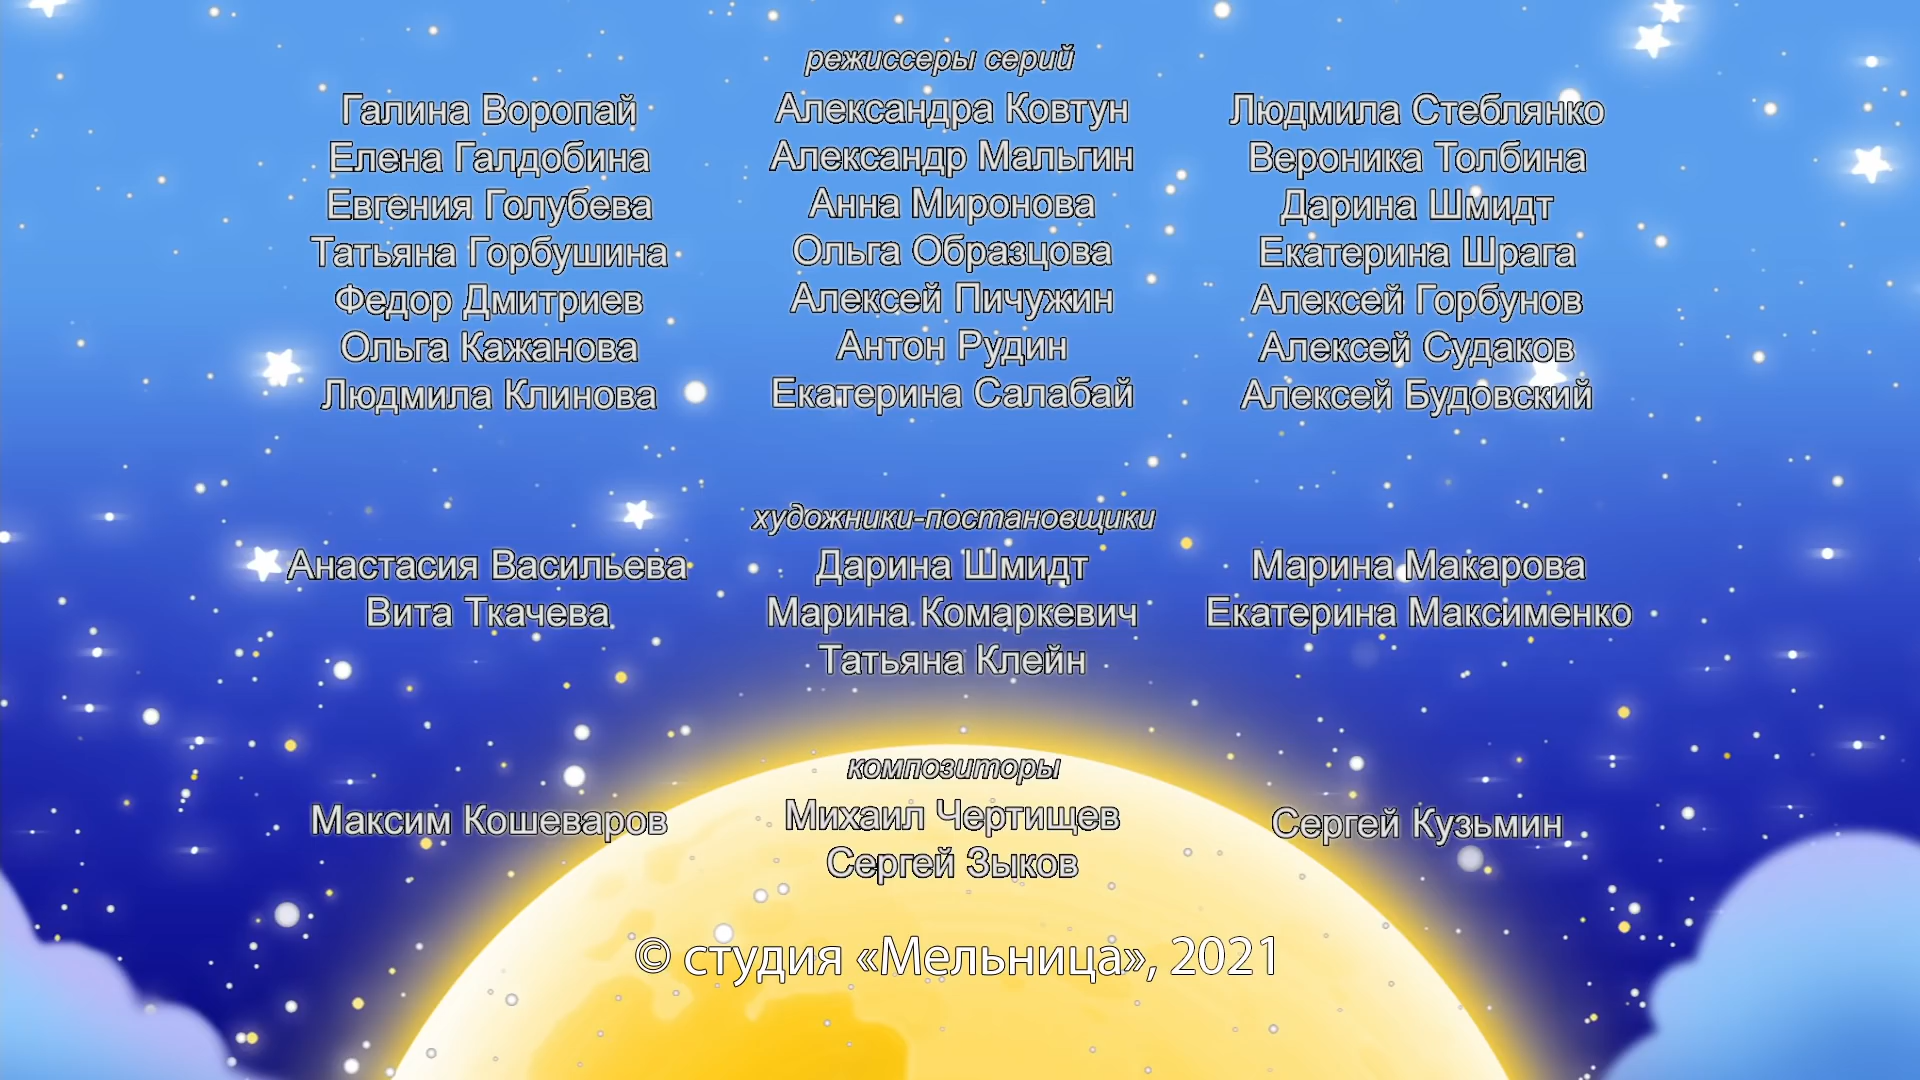 режиссеры серий
Галина Воропай
Елена Галдобина
Евгения Голубева
Татьяна Горбушина
Федор Дмитриев
Ольга Кажанова
Людмила Клинова
Александра Ковтун
Александр Мальгин
Анна Миронова
Ольга Образцова
Алексей Пичужин
Антон Рудин
Екатерина Салабай
Людмила Стеблянко
Вероника Толбина
Дарина Шмидт
Екатерина Шрага
Алексей Горбунов
Алексей Судаков
Алексей Будовский
художники-постановщики
Анастасия Васильева
Вита Ткачева
Дарина Шмидт
Марина Комаркевич
Татьяна Клейн
Марина Макарова
Екатерина Максименко
композиторы
Максим Кошеваров
Михаил Чертищев
Сергей Зыков
Сергей Кузьмин
© студия «Мельница», 2021